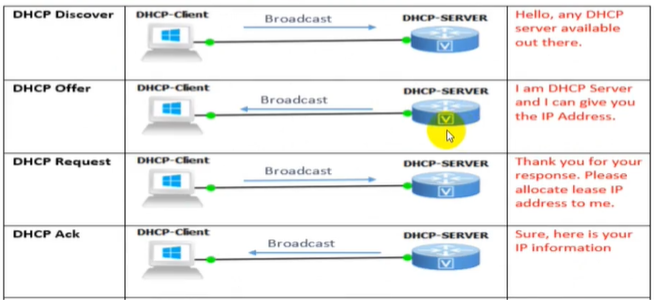 DHCP Discover
DHCP-Client
Broadcast
DHCP-SERVER
V
Hello, any DHCP
server available
out there.
DHCP Offer
DHCP-Client
Broadcast
DHCP-SERVER
V
I am DHCP Server
and I can give you
the IP Address.
DHCP Request
DHCP-Client
Broadcast
DHCP-SERVER
V
Thank you for your
response. Please
allocate lease IP
address to me.
DHCP Ack
DHCP-Client
Broadcast
DHCP-SERVER
V
Sure, here is your
IP information